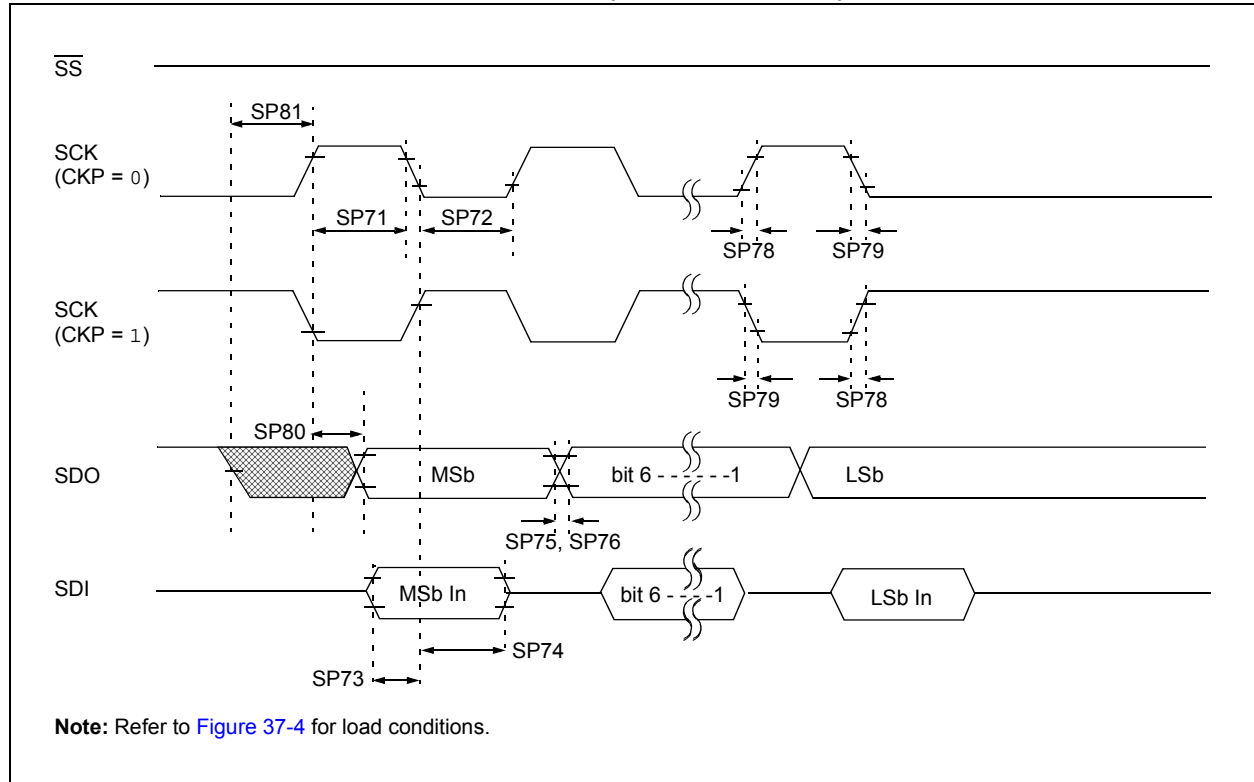 SS
SP81
SCK
(CKP = 0)
SP71
SP72
SP78
SP79
SCK
(CKP = 1)
SP79
SP78
SP80
SDO
MSb
bit 6 - - - - - -1
LSb
SP75, SP76
SDI
MSb In
bit 6 - - - - -1
LSb In
SP74
SP73
Note: Refer to Figure 37-4 for load conditions.